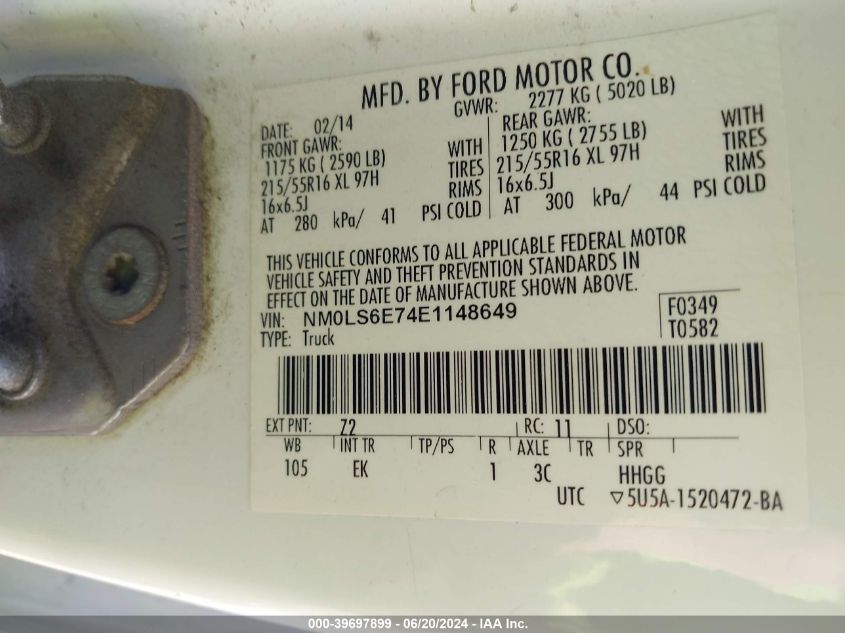 MFD. BY FORD MOTOR CO.
DATE: 02/14 GVWR: 2277 KG ( 5020 LB)
FRONT GAWR: REAR GAWR:
1175 KG ( 2590 LB) WITH 1250 KG ( 2755 LB) WITH
215/55R16 XL 97H TIRES 215/55R16 XL 97H TIRES
16x6.5J RIMS 16x6.5J RIMS
AT 280 kPa/ 41 PSI COLD AT 300 kPa/ 44 PSI COLD
THIS VEHICLE CONFORMS TO ALL APPLICABLE FEDERAL MOTOR
VEHICLE SAFETY AND THEFT PREVENTION STANDARDS IN
EFFECT ON THE DATE OF MANUFACTURE SHOWN ABOVE.
VIN: NM0LS6E74E1148649 F0349
TYPE: Truck T0582
EXT PNT: Z2 RC: 11 DSO:
WB INT TR TP/PS R AXLE TR SPR
105 EK 1 3C HHGG
UTC ▽5U5A-1520472-BA
000-39697899 - 06/20/2024 - IAA Inc.